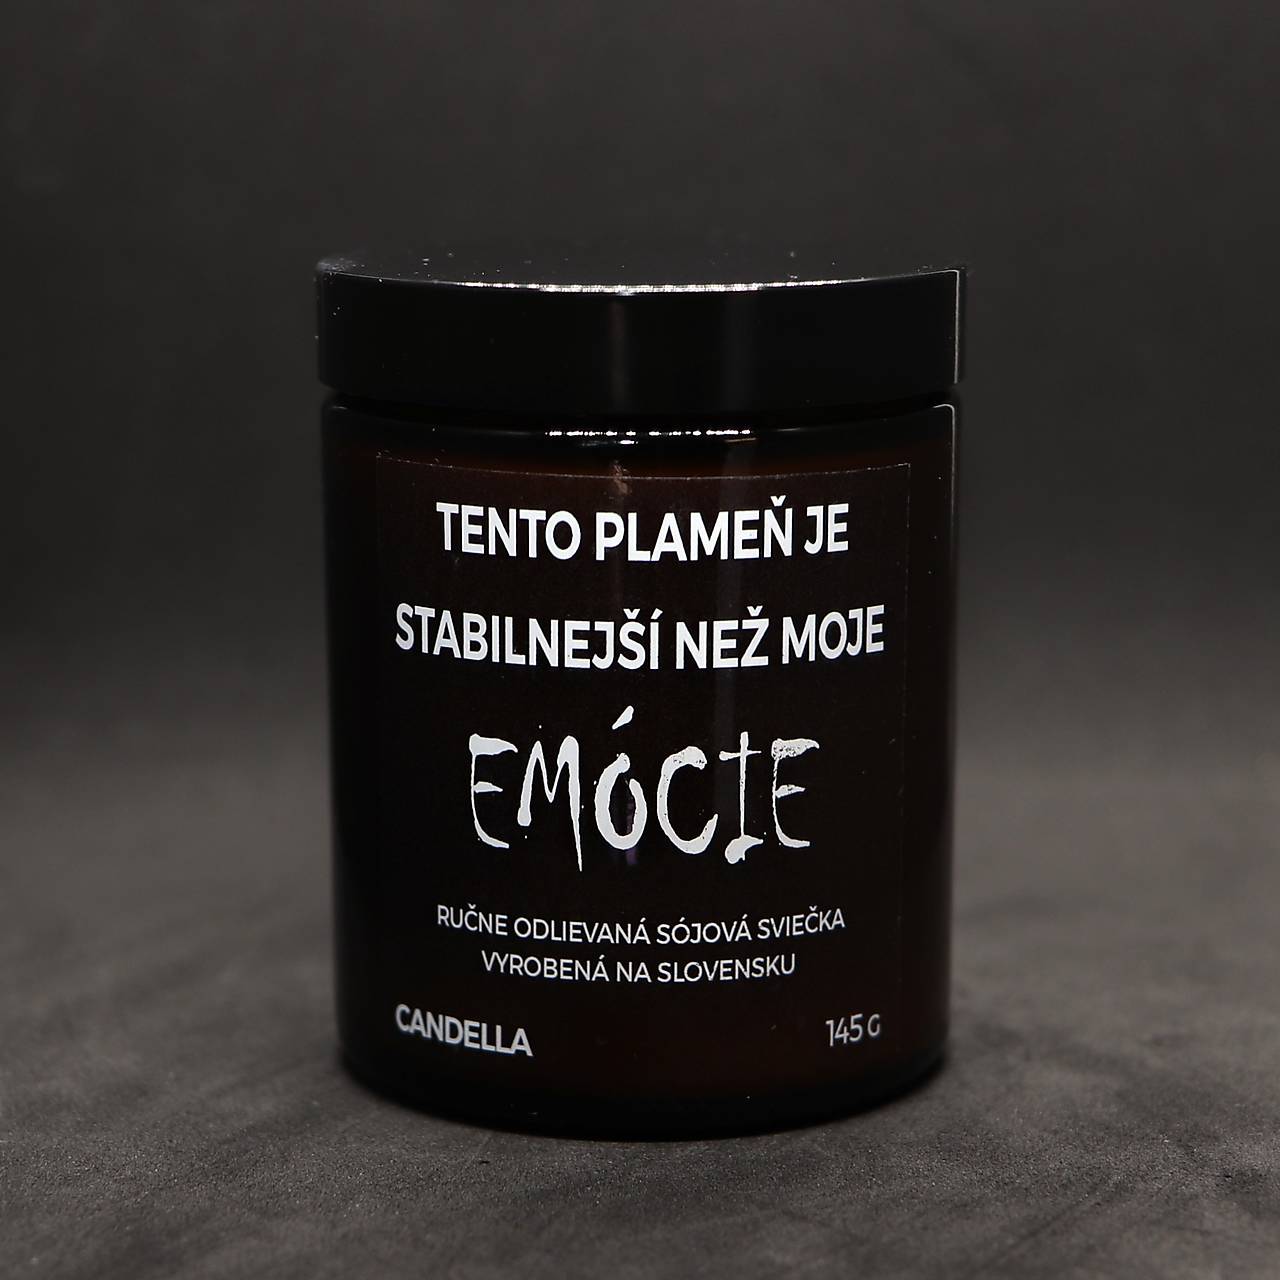 TENTO PLAMEŇ JE
STABILNEJŠÍ NEŽ MOJE
EMÓCIE
RUČNE ODLIEVANÁ SÓJOVÁ SVIEČKA
VYROBENÁ NA SLOVENSKU
CANDELLA
145 G